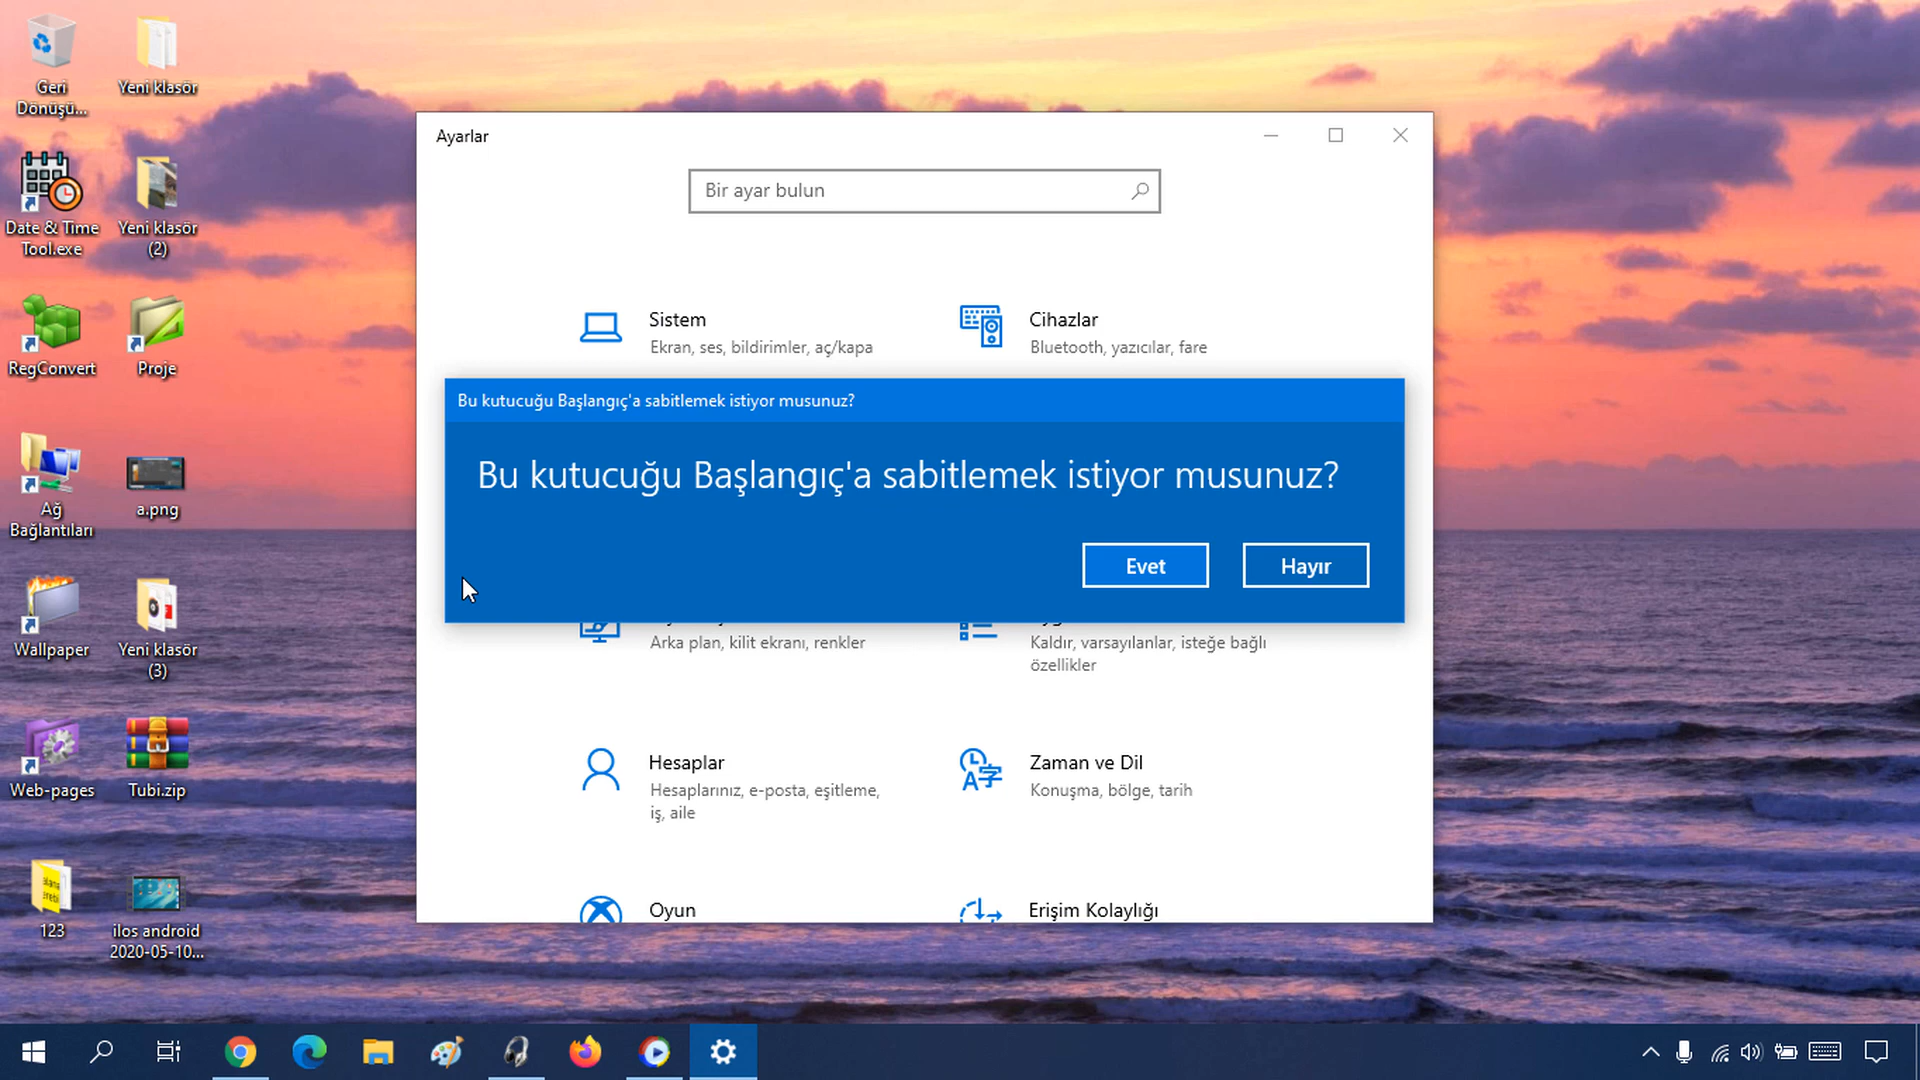 Geri
Dönüşü...
Yeni klasör
Date & Time
Tool.exe
Yeni klasör
(2)
RegConvert
Proje
Ağ
Bağlantıları
a.png
Wallpaper
Yeni klasör
(3)
Web-pages
Tubi.zip
123
ilos android
2020-05-10...
Ayarlar
Bir ayar bulun
Sistem
Ekran, ses, bildirimler, aç/kapa
Cihazlar
Bluetooth, yazıcılar, fare
Bu kutucuğu Başlangıç'a sabitlemek istiyor musunuz?
Bu kutucuğu Başlangıç'a sabitlemek istiyor musunuz?
Evet
Hayır
Arka plan, kilit ekranı, renkler
Kaldır, varsayılanlar, isteğe bağlı
özellikler
Hesaplar
Hesaplarınız, e-posta, eşitleme,
iş, aile
Zaman ve Dil
Konuşma, bölge, tarih
Oyun
Erişim Kolaylığı